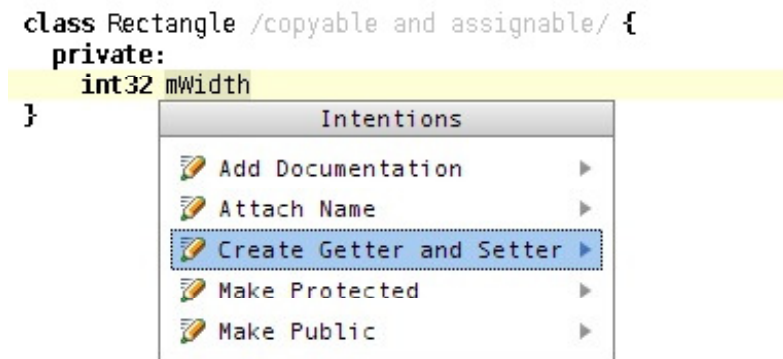 class Rectangle /copyable and assignable/ {
private:
int32 mWidth
}
Intentions
Add Documentation
Attach Name
Create Getter and Setter
Make Protected
Make Public